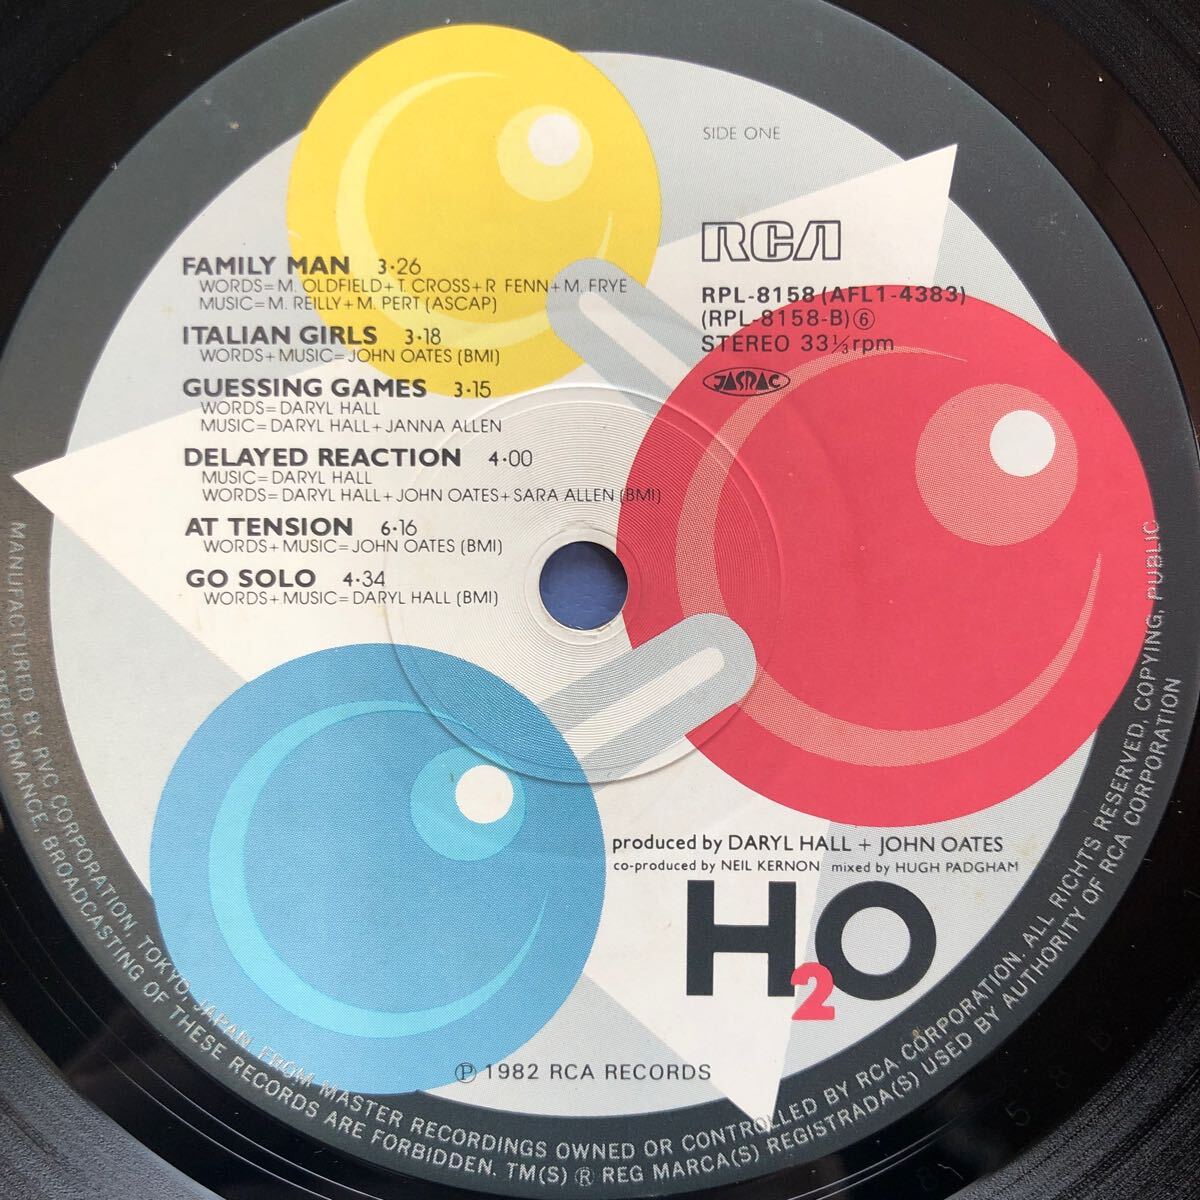 SIDE ONE
RCA
RPL-8158 (AFL1-4383)
(RPL-8158-B)⑥
STEREO 33⅓rpm
JASRAC
FAMILY MAN 3·26
WORDS=M. OLDFIELD+T. CROSS+R FENN+M. FRYE
MUSIC=M. REILLY+M. PERT (ASCAP)
ITALIAN GIRLS 3·18
WORDS+MUSIC=JOHN OATES (BMI)
GUESSING GAMES 3·15
WORDS=DARYL HALL
MUSIC=DARYL HALL+JANNA ALLEN
DELAYED REACTION 4·00
MUSIC=DARYL HALL
WORDS=DARYL HALL+JOHN OATES+SARA ALLEN (BMI)
AT TENSION 6·16
WORDS+MUSIC=JOHN OATES (BMI)
GO SOLO 4·34
WORDS+MUSIC=DARYL HALL (BMI)
produced by DARYL HALL + JOHN OATES
co-produced by NEIL KERNON mixed by HUGH PADGHAM
H2O
℗ 1982 RCA RECORDS
MANUFACTURED BY RVC CORPORATION, TOKYO, JAPAN FROM MASTER RECORDINGS OWNED OR CONTROLLED BY RCA CORPORATION. ALL RIGHTS RESERVED, COPYING, PUBLIC
PERFORMANCE, BROADCASTING OF THESE RECORDS ARE FORBIDDEN. TM(S) ® REG MARCA(S) REGISTRADA(S) USED BY AUTHORITY OF RCA CORPORATION